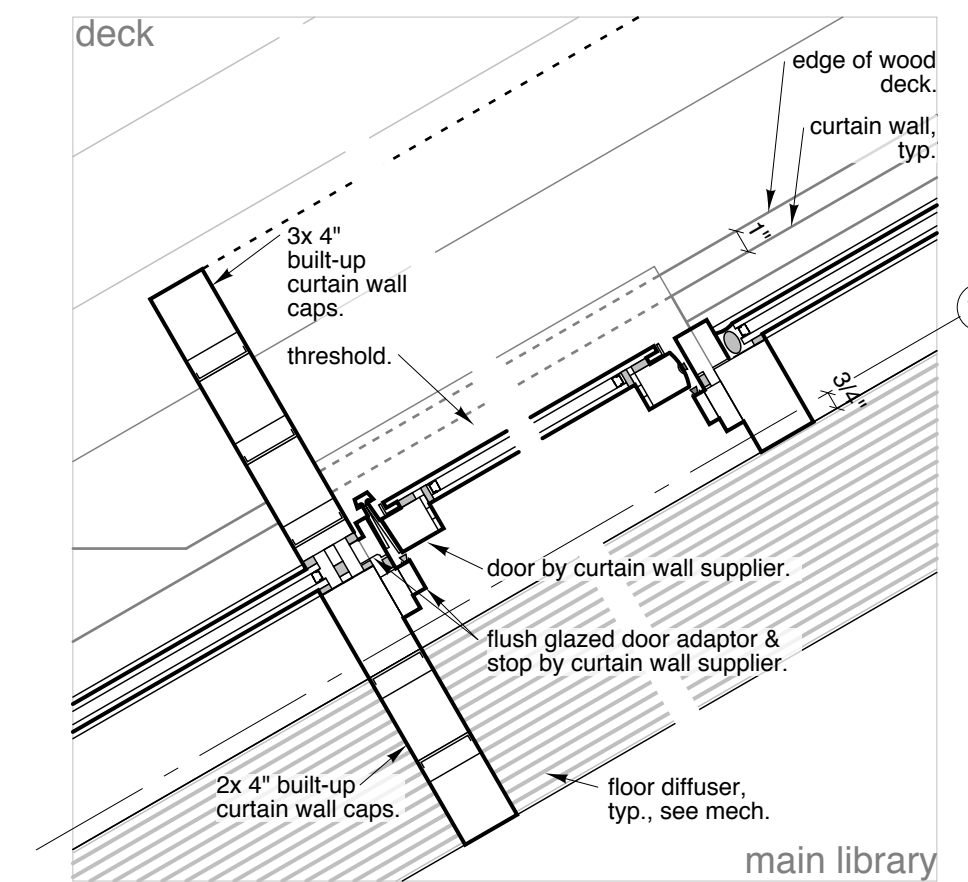 deck
edge of wood
deck.
curtain wall,
typ.
1"
3x 4"
built-up
curtain wall
caps.
threshold.
3/4"
door by curtain wall supplier.
flush glazed door adaptor &
stop by curtain wall supplier.
2x 4" built-up
curtain wall caps.
floor diffuser,
typ., see mech.
main library